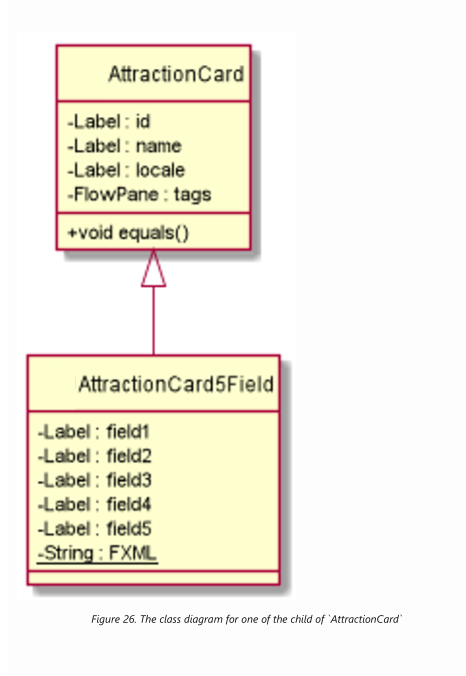 AttractionCard
-Label : id
-Label : name
-Label : locale
-FlowPane : tags
+void equals()
AttractionCard5Field
-Label : field1
-Label : field2
-Label : field3
-Label : field4
-Label : field5
-String : FXML
Figure 26. The class diagram for one of the child of `AttractionCard`